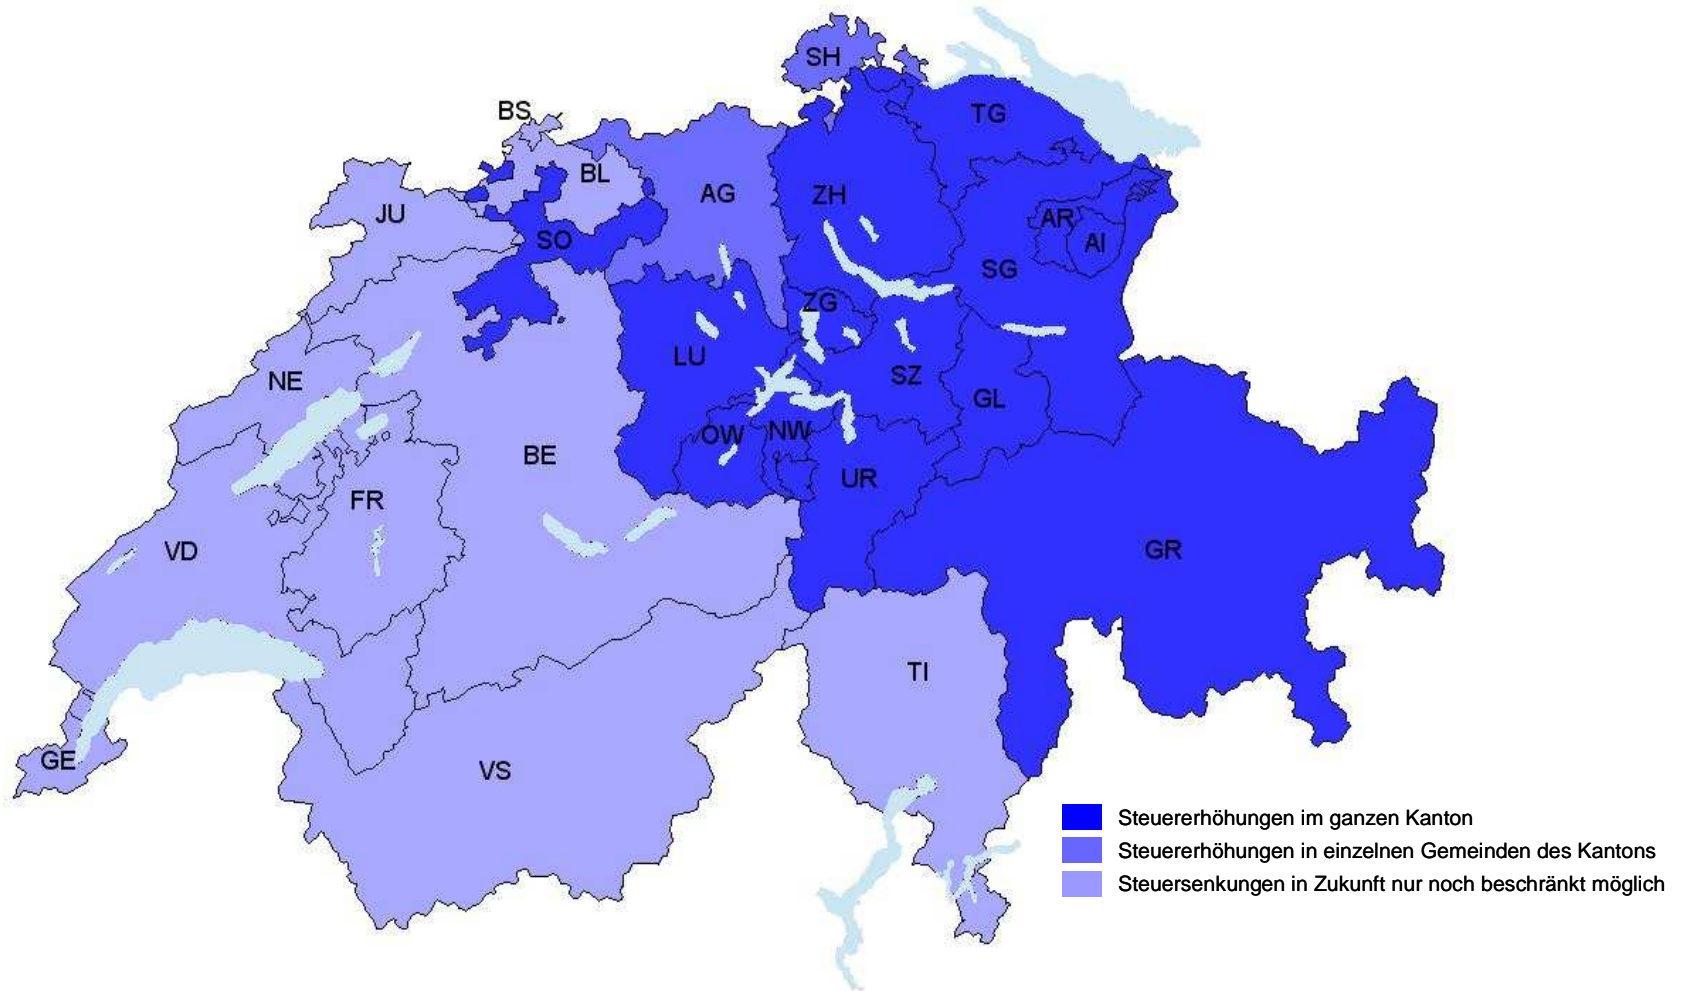 SH
TG
BS
BL
AG
ZH
JU
SO
AR
AI
SG
ZG
LU
SZ
NE
GL
OW
NW
BE
UR
FR
VD
GR
TI
GE
VS
Steuererhöhungen im ganzen Kanton
Steuererhöhungen in einzelnen Gemeinden des Kantons
Steuersenkungen in Zukunft nur noch beschränkt möglich